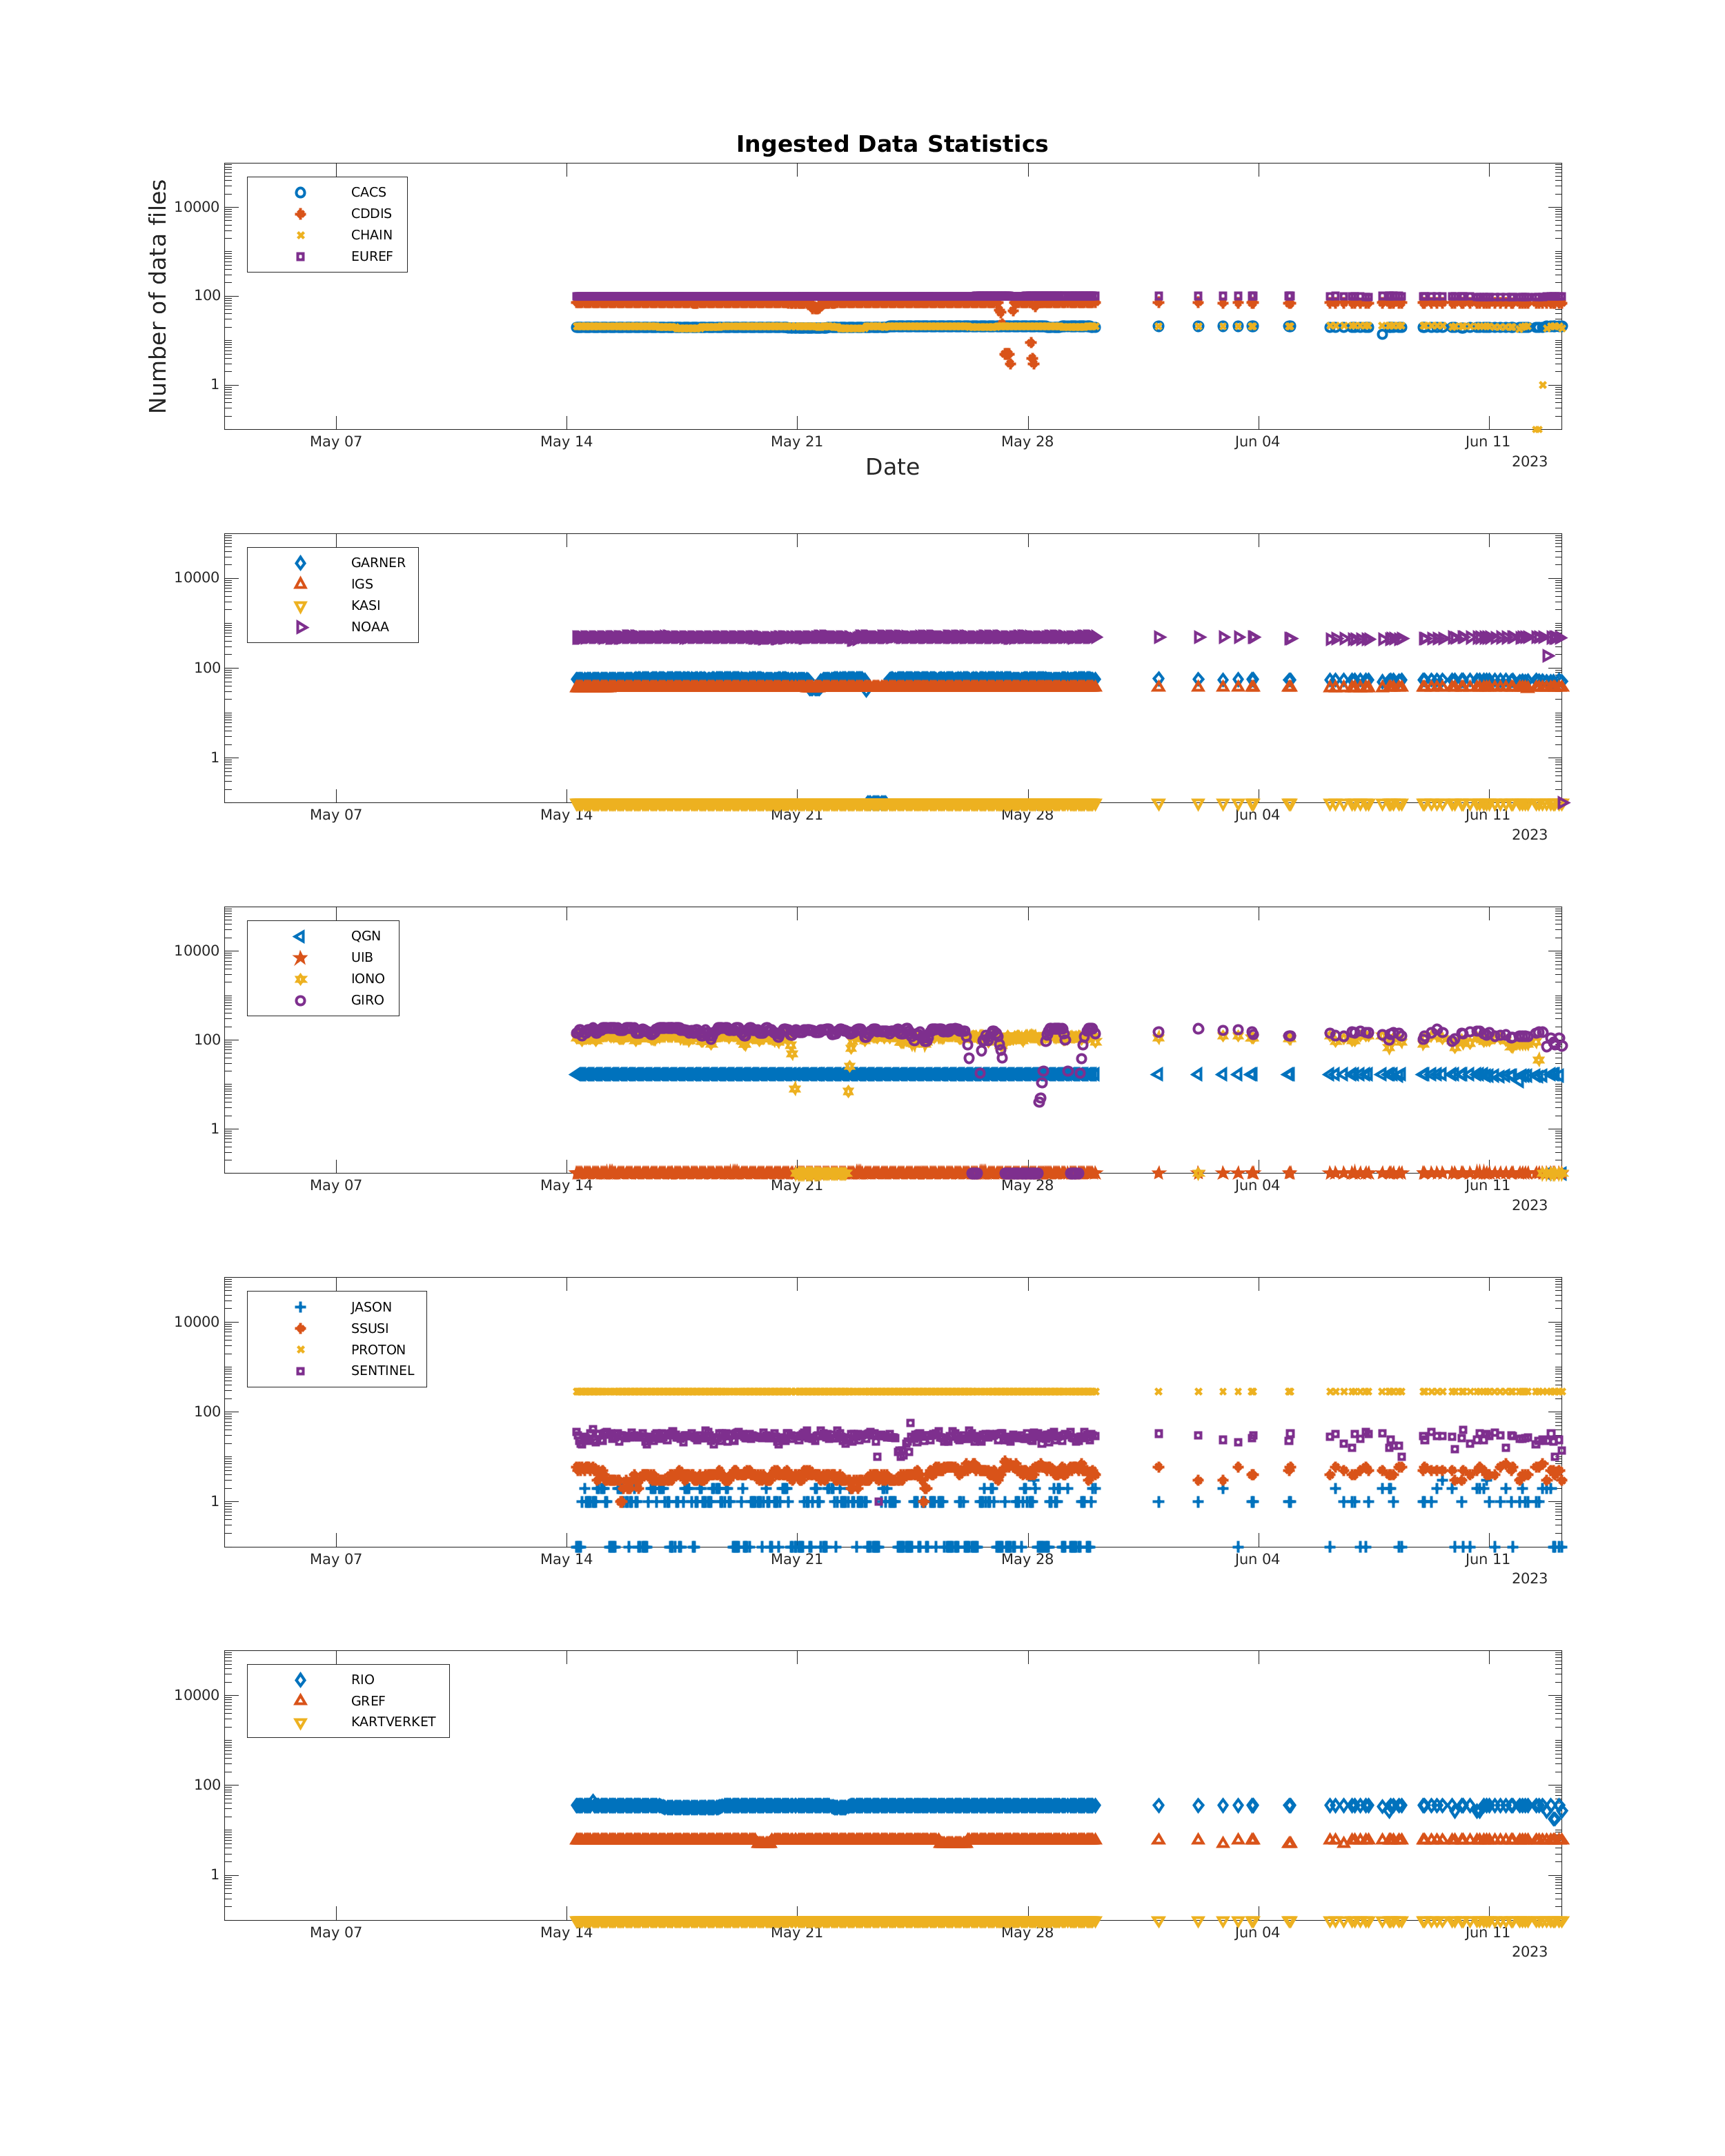 Ingested Data Statistics
Number of data files
CACS
CDDIS
CHAIN
EUREF
10000
100
1
May 07 May 14 May 21 May 28 Jun 04 Jun 11
2023
Date
GARNER
IGS
KASI
NOAA
10000
100
1
May 07 May 14 May 21 May 28 Jun 04 Jun 11
2023
QGN
UIB
IONO
GIRO
10000
100
1
May 07 May 14 May 21 May 28 Jun 04 Jun 11
2023
JASON
SSUSI
PROTON
SENTINEL
10000
100
1
May 07 May 14 May 21 May 28 Jun 04 Jun 11
2023
RIO
GREF
KARTVERKET
10000
100
1
May 07 May 14 May 21 May 28 Jun 04 Jun 11
2023